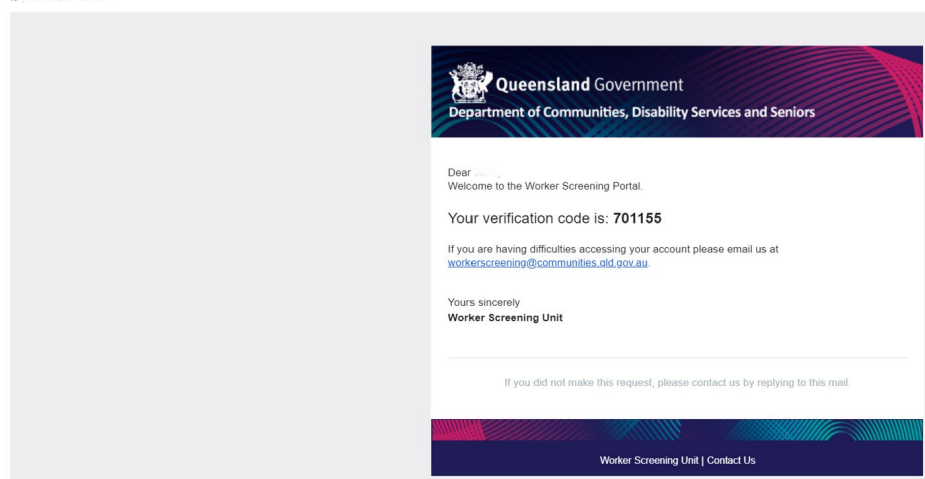 Queensland Government
Department of Communities, Disability Services and Seniors
Dear
Welcome to the Worker Screening Portal.
Your verification code is: 701155
If you are having difficulties accessing your account please email us at
workerscreening@communities.qld.gov.au.
Yours sincerely
Worker Screening Unit
If you did not make this request, please contact us by replying to this mail.
Worker Screening Unit | Contact Us